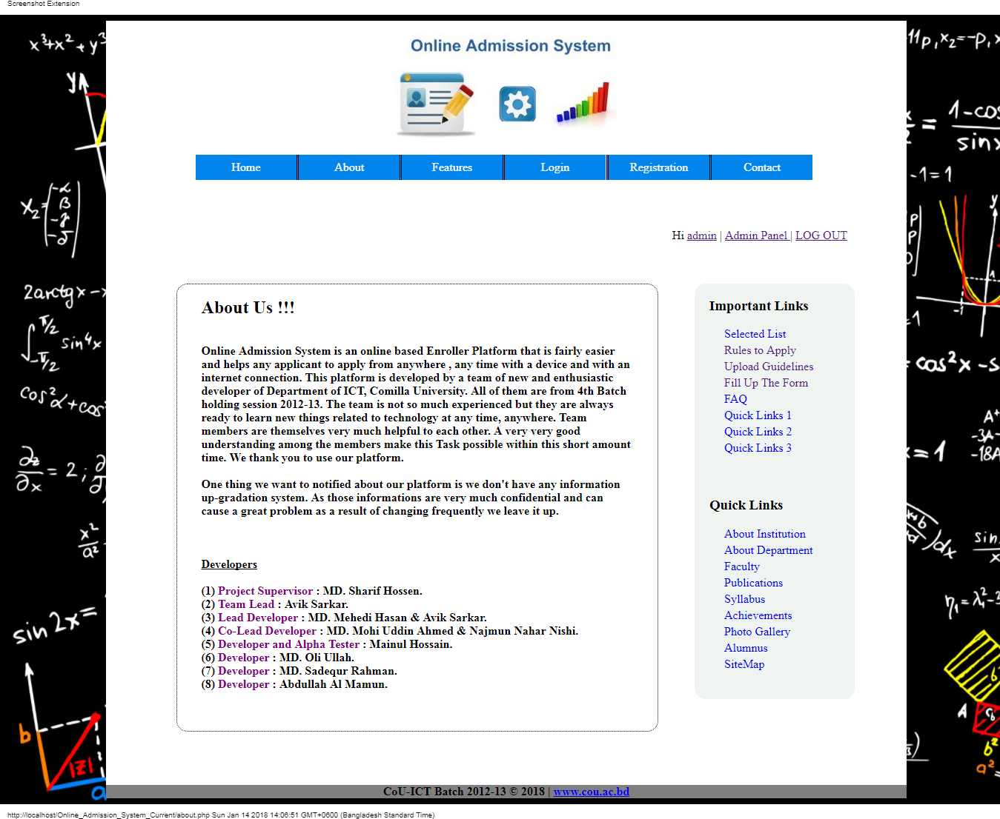 Screenshot Extension
Online Admission System
Home About Features Login Registration Contact
Hi admin | Admin Panel | LOG OUT
About Us !!!
Online Admission System is an online based Enroller Platform that is fairly easier
and helps any applicant to apply from anywhere , any time with a device and with an
internet connection. This platform is developed by a team of new and enthusiastic
developer of Department of ICT, Comilla University. All of them are from 4th Batch
holding session 2012-13. The team is not so much experienced but they are always
ready to learn new things related to technology at any time, anywhere. Team
members are themselves very much helpful to each other. A very very good
understanding among the members make this Task possible within this short amount
time. We thank you to use our platform.
One thing we want to notified about our platform is we don't have any information
up-gradation system. As those informations are very much confidential and can
cause a great problem as a result of changing frequently we leave it up.
Developers
(1) Project Supervisor : MD. Sharif Hossen.
(2) Team Lead : Avik Sarkar.
(3) Lead Developer : MD. Mehedi Hasan & Avik Sarkar.
(4) Co-Lead Developer : MD. Mohi Uddin Ahmed & Najmun Nahar Nishi.
(5) Developer and Alpha Tester : Mainul Hossain.
(6) Developer : MD. Oli Ullah.
(7) Developer : MD. Sadequr Rahman.
(8) Developer : Abdullah Al Mamun.
Important Links
Selected List
Rules to Apply
Upload Guidelines
Fill Up The Form
FAQ
Quick Links 1
Quick Links 2
Quick Links 3
Quick Links
About Institution
About Department
Faculty
Publications
Syllabus
Achievements
Photo Gallery
Alumnus
SiteMap
CoU-ICT Batch 2012-13 © 2018 | www.cou.ac.bd
http://localhost/Online_Admission_System_Current/about.php Sun Jan 14 2018 14:06:51 GMT+0600 (Bangladesh Standard Time)